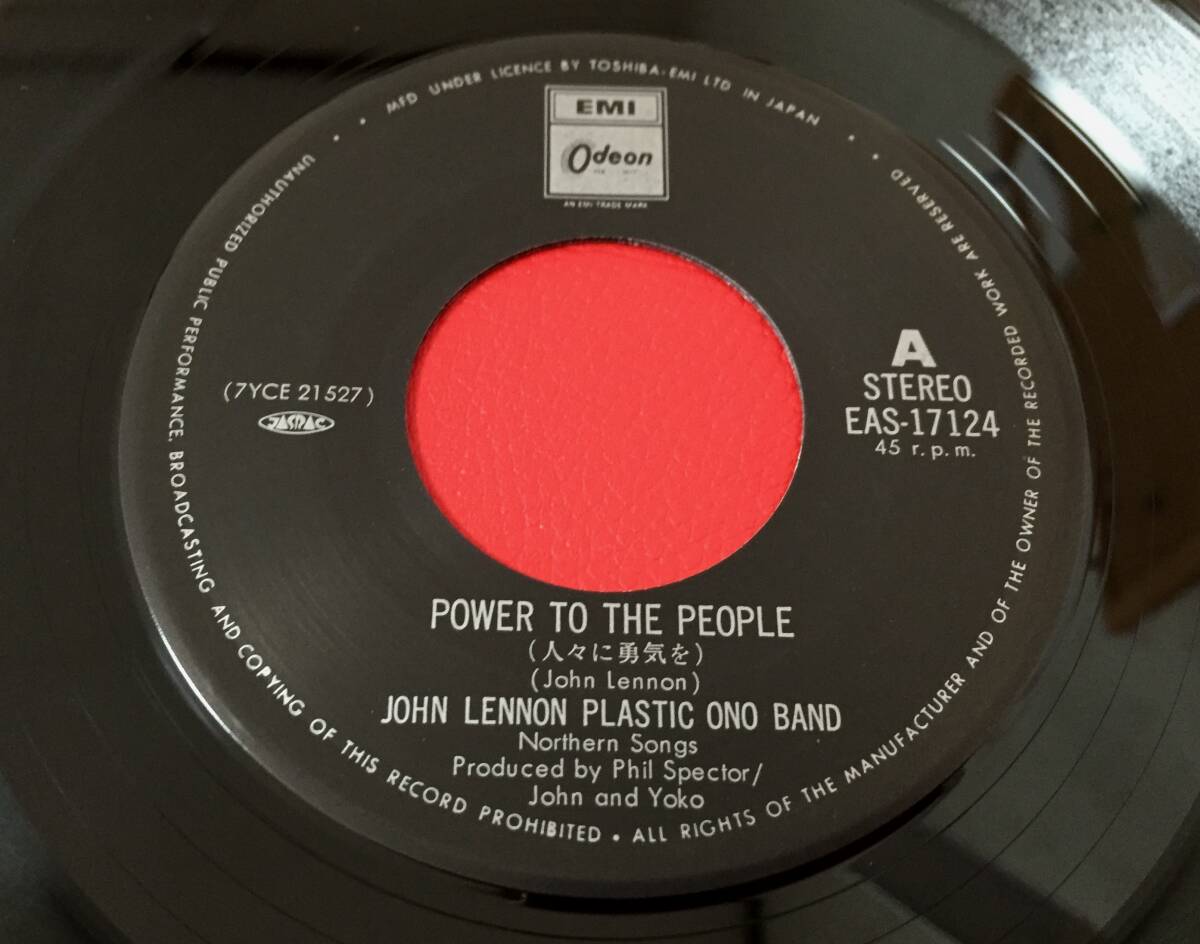 MFD UNDER LICENCE BY TOSHIBA-EMI LTD IN JAPAN
EMI
Odeon
AN EMI TRADE MARK
(7YCE 21527)
JASRAC
A
STEREO
EAS-17124
45 r.p.m.
POWER TO THE PEOPLE
(人々に勇気を)
(John Lennon)
JOHN LENNON PLASTIC ONO BAND
Northern Songs
Produced by Phil Spector/
John and Yoko
UNAUTHORIZED PUBLIC PERFORMANCE, BROADCASTING AND COPYING OF THIS RECORD PROHIBITED • ALL RIGHTS OF THE MANUFACTURER AND OF THE OWNER OF THE RECORDED WORK ARE RESERVED